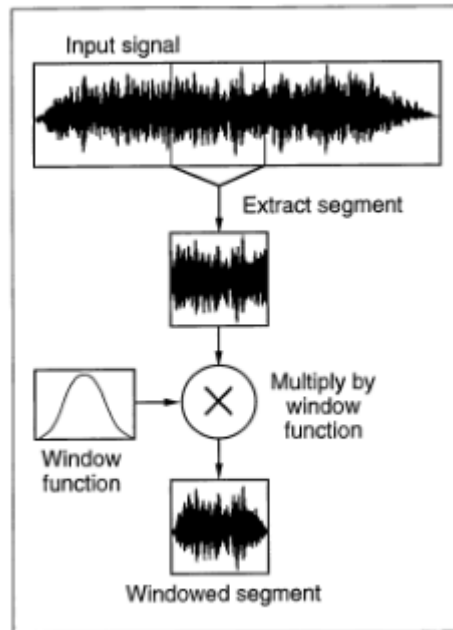 Input signal
Extract segment
Multiply by
window
function
Window
function
Windowed segment